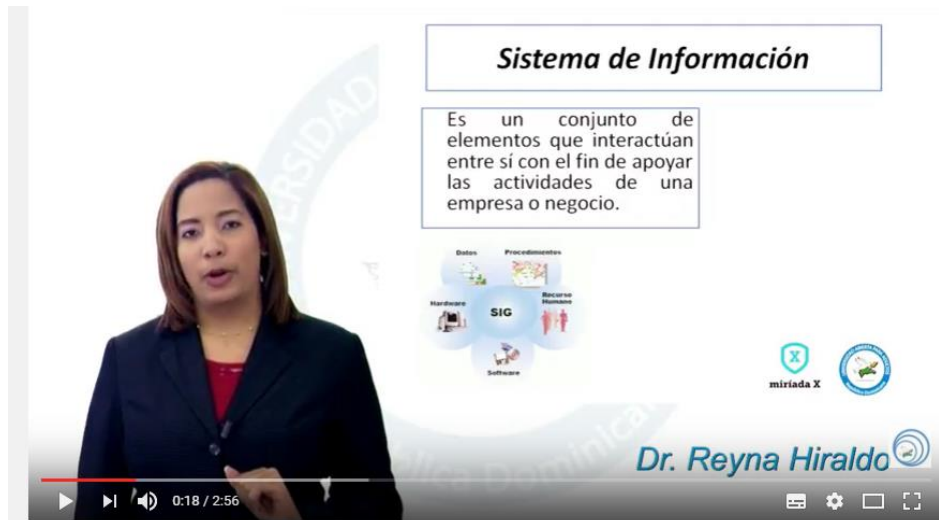 Sistema de Información
Es un conjunto de
elementos que interactúan
entre sí con el fin de apoyar
las actividades de una
empresa o negocio.
Datos
Procedimientos
Hardware
SIG
Recurso
Humano
Software
miríada X
Dr. Reyna Hiraldo
0:18 / 2:56